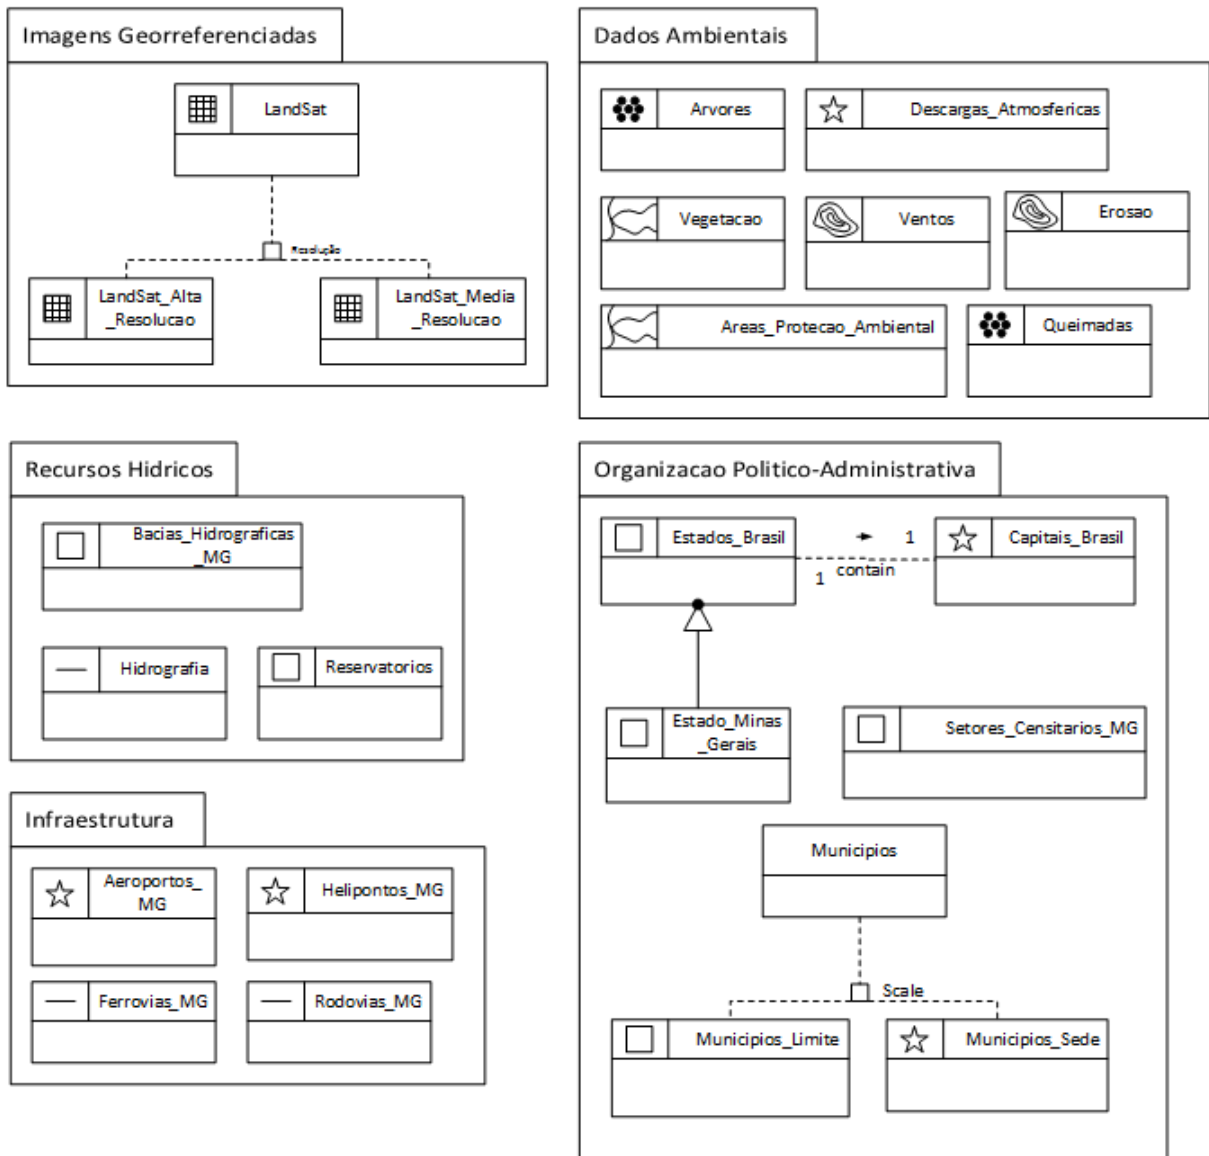 Imagens Georreferenciadas
LandSat
Resolução
LandSat_Alta
_Resolucao
LandSat_Media
_Resolucao
Dados Ambientais
Arvores
Descargas_Atmosfericas
Vegetacao
Ventos
Erosao
Areas_Protecao_Ambiental
Queimadas
Recursos Hidricos
Bacias_Hidrograficas
_MG
Hidrografia
Reservatorios
Organizacao Politico-Administrativa
Estados_Brasil
1
1
contain
Capitais_Brasil
Estado_Minas
_Gerais
Setores_Censitarios_MG
Municipios
Scale
Municipios_Limite
Municipios_Sede
Infraestrutura
Aeroportos_
MG
Helipontos_MG
Ferrovias_MG
Rodovias_MG